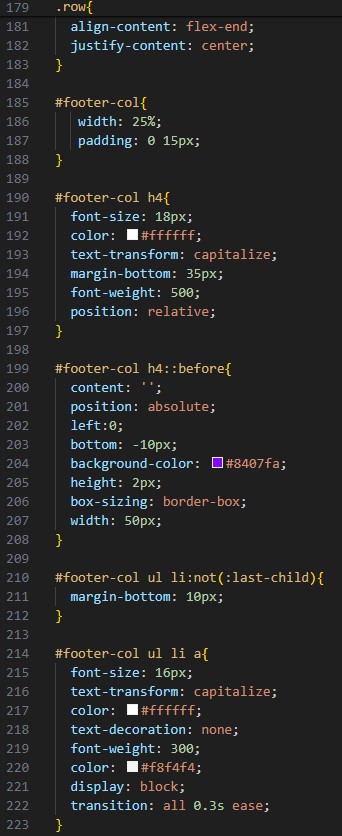 179 .row{
181 align-content: flex-end;
182 justify-content: center;
183 }
184
185 #footer-col{
186 width: 25%;
187 padding: 0 15px;
188 }
189
190 #footer-col h4{
191 font-size: 18px;
192 color: #ffffff;
193 text-transform: capitalize;
194 margin-bottom: 35px;
195 font-weight: 500;
196 position: relative;
197 }
198
199 #footer-col h4::before{
200 content: '';
201 position: absolute;
202 left:0;
203 bottom: -10px;
204 background-color: #8407fa;
205 height: 2px;
206 box-sizing: border-box;
207 width: 50px;
208 }
209
210 #footer-col ul li:not(:last-child){
211 margin-bottom: 10px;
212 }
213
214 #footer-col ul li a{
215 font-size: 16px;
216 text-transform: capitalize;
217 color: #ffffff;
218 text-decoration: none;
219 font-weight: 300;
220 color: #f8f4f4;
221 display: block;
222 transition: all 0.3s ease;
223 }